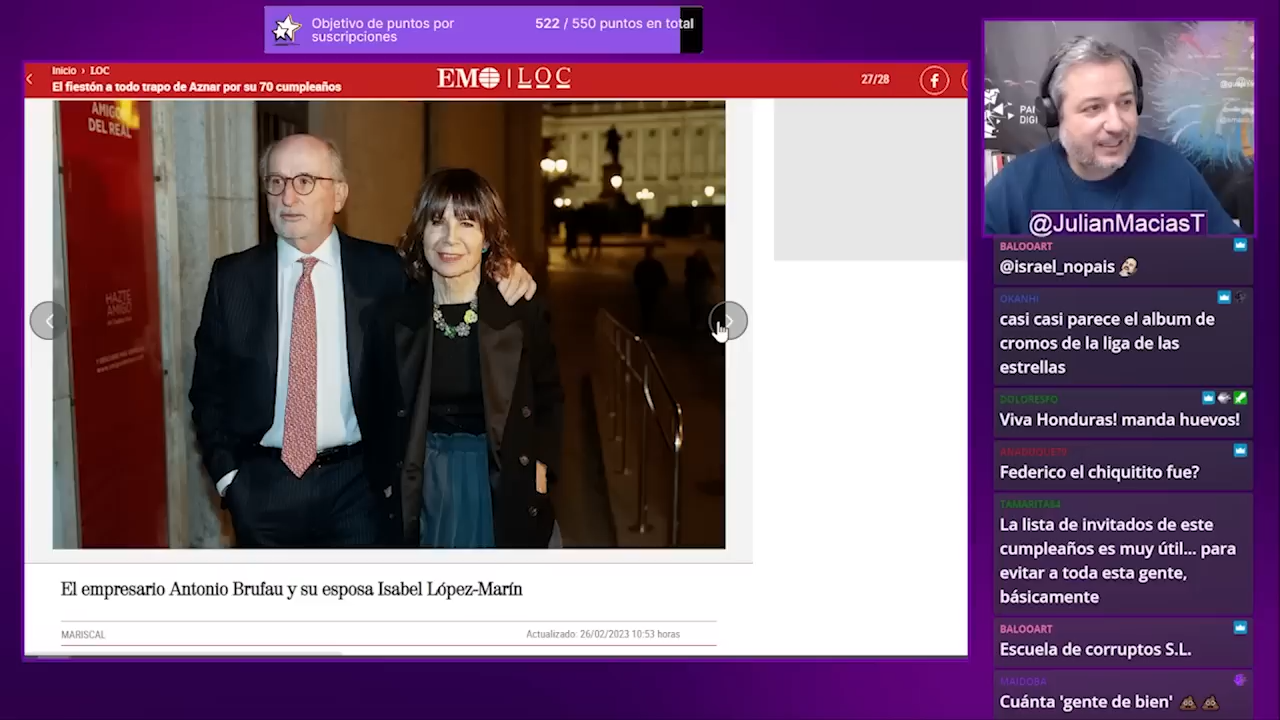 Objetivo de puntos por
suscripciones
522 / 550 puntos en total
Inicio › LOC
El fiestón a todo trapo de Aznar por su 70 cumpleaños
EM | LOC
27/28
AMIGO
DEL REAL
HAZTE
AMIGO
El empresario Antonio Brufau y su esposa Isabel López-Marín
MARISCAL
Actualizado: 26/02/2023 10:53 horas
@JulianMaciasT
BALOOART
@israel_nopais
OKANHI
casi casi parece el album de
cromos de la liga de las
estrellas
DOLORESFO
Viva Honduras! manda huevos!
Federico el chiquitito fue?
TAMARITA84
La lista de invitados de este
cumpleaños es muy útil... para
evitar a toda esta gente,
básicamente
BALOOART
Escuela de corruptos S.L.
MAIDOBA
Cuánta 'gente de bien' 💩 💩